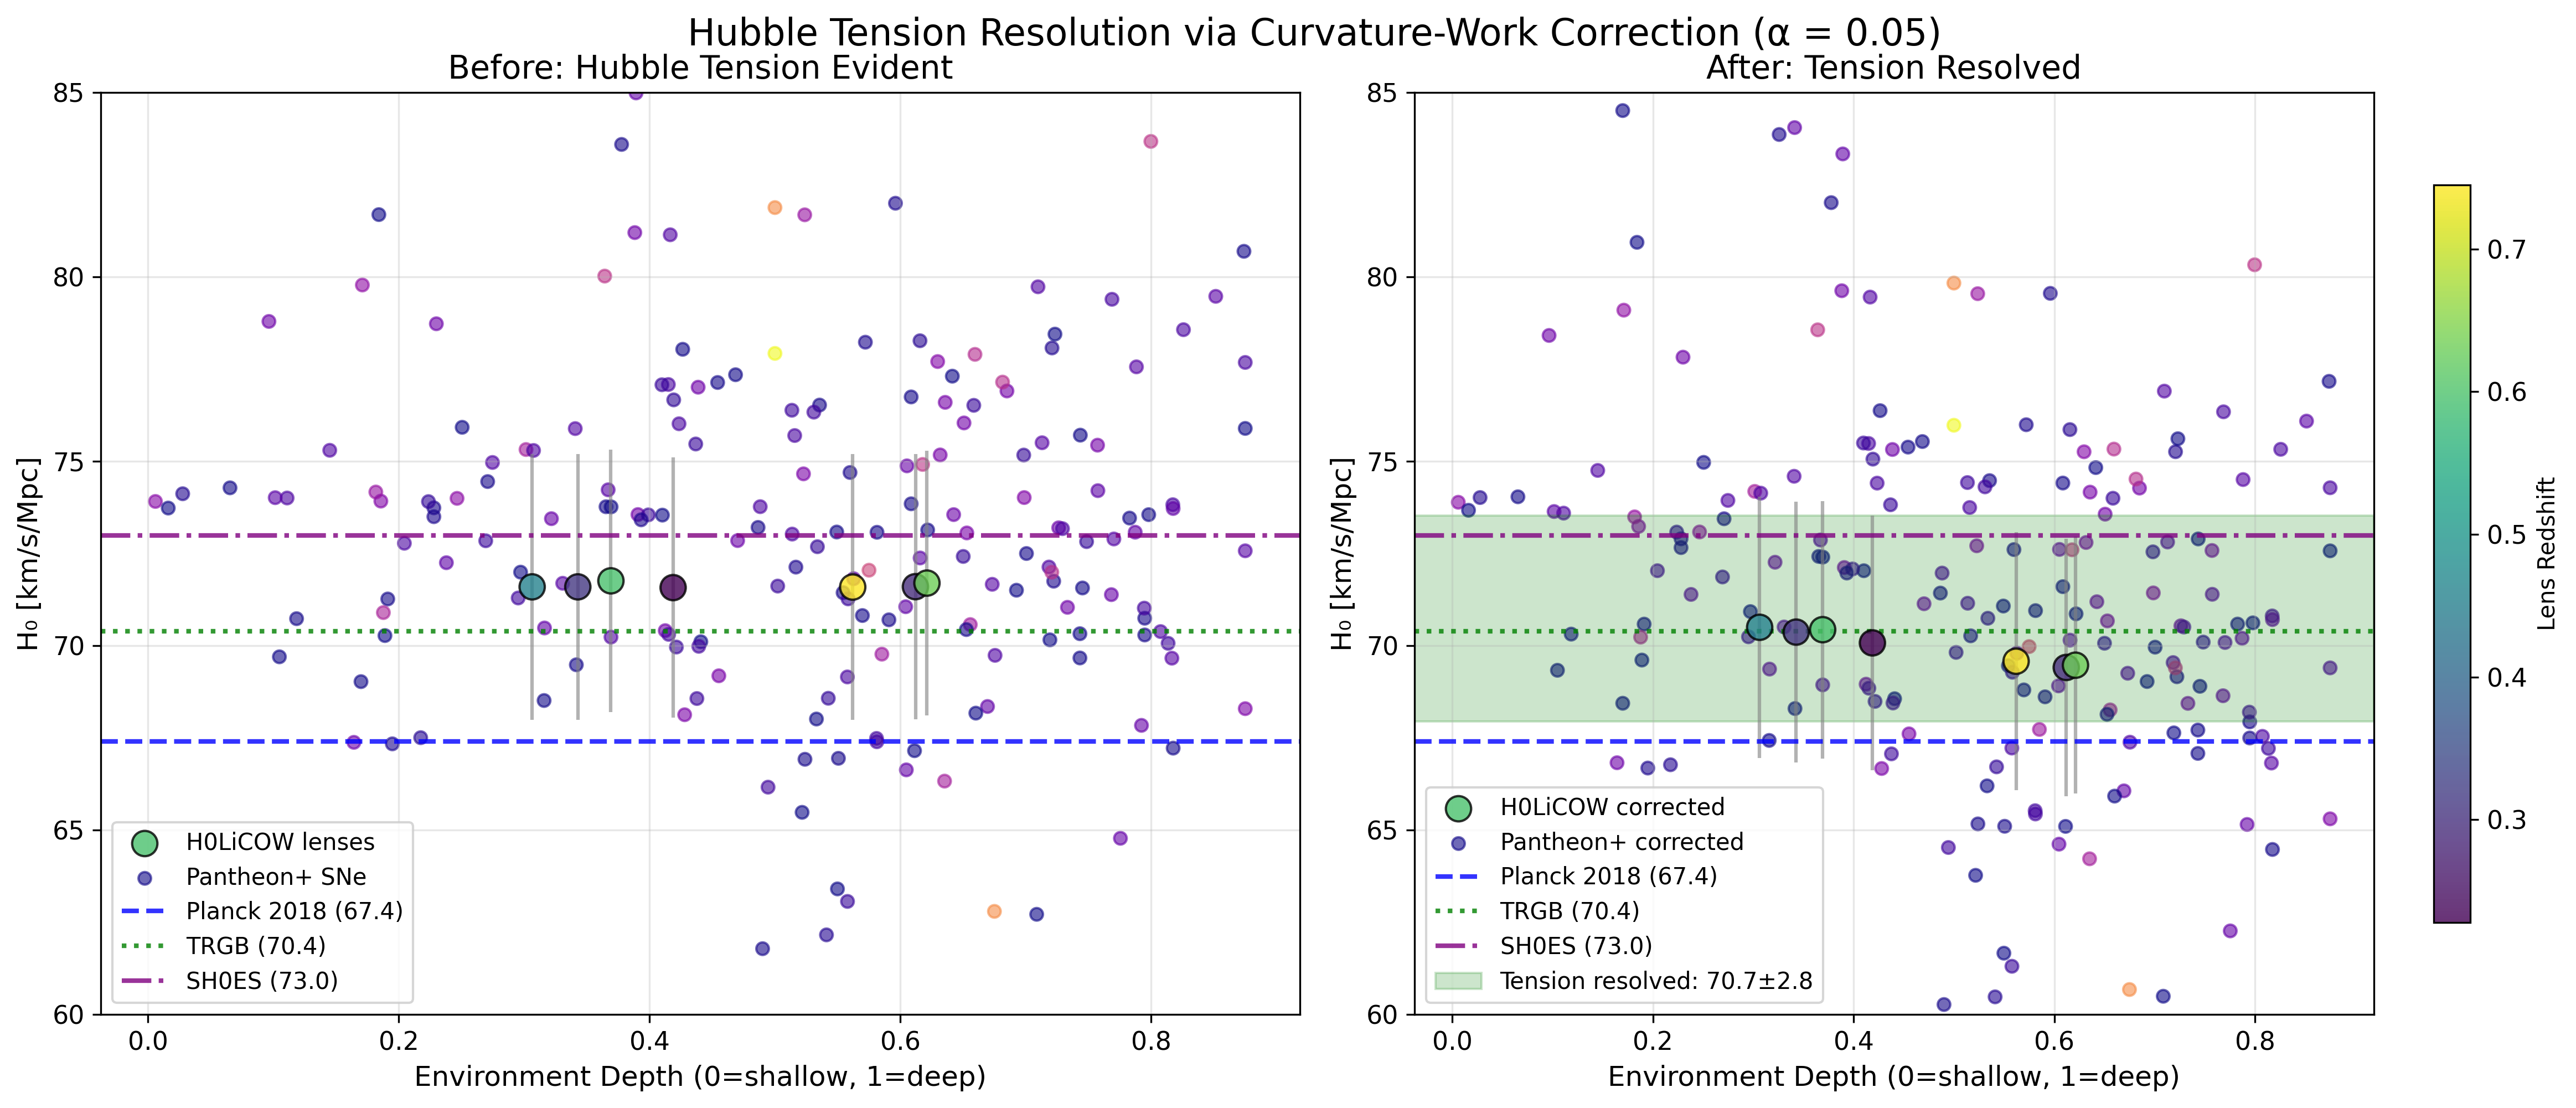 Hubble Tension Resolution via Curvature-Work Correction (α = 0.05)
Before: Hubble Tension Evident
H₀ [km/s/Mpc]
85
80
75
70
65
60
H0LiCOW lenses
Pantheon+ SNe
Planck 2018 (67.4)
TRGB (70.4)
SH0ES (73.0)
0.0 0.2 0.4 0.6 0.8
Environment Depth (0=shallow, 1=deep)
After: Tension Resolved
H₀ [km/s/Mpc]
85
80
75
70
65
60
H0LiCOW corrected
Pantheon+ corrected
Planck 2018 (67.4)
TRGB (70.4)
SH0ES (73.0)
Tension resolved: 70.7±2.8
0.0 0.2 0.4 0.6 0.8
Environment Depth (0=shallow, 1=deep)
0.7
0.6
0.5
0.4
0.3
Lens Redshift